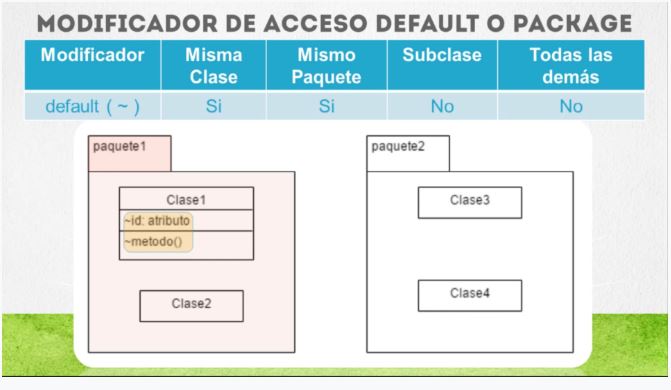 MODIFICADOR DE ACCESO DEFAULT O PACKAGE
Modificador Misma Clase Mismo Paquete Subclase Todas las demás
default ( ~ ) Si Si No No
paquete1
Clase1
~id: atributo
~metodo()
Clase2
paquete2
Clase3
Clase4